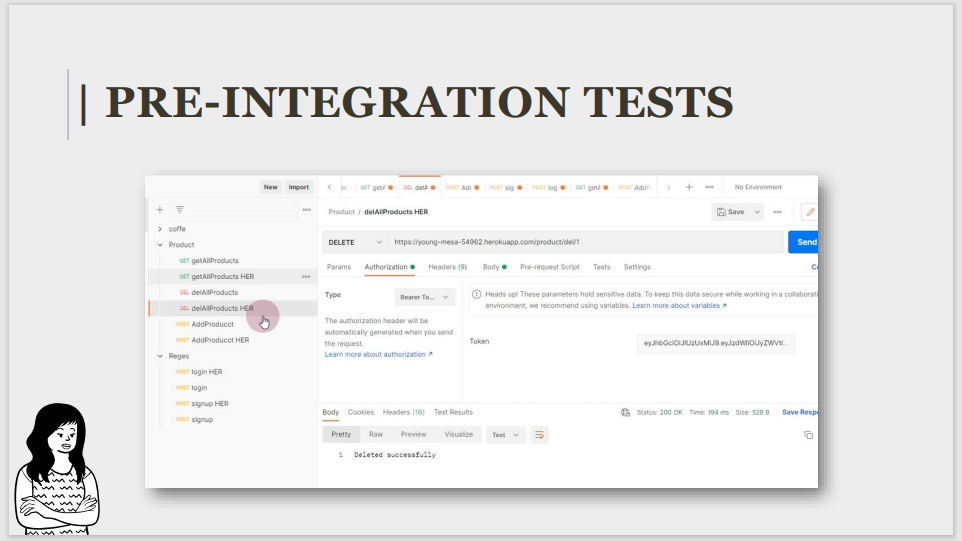 | PRE-INTEGRATION TESTS
New Import
GET getA DEL delA POST Add POST sig POST log GET getA POST AddP + ••• No Environment
+ •••
Product / delAllProducts HER
Save •••
coffe
Product
GET getAllProducts
GET getAllProducts HER •••
DEL delAllProducts
DEL delAllProducts HER
POST AddProducct
POST AddProducct HER
Reges
POST login HER
POST login
POST signup HER
POST signup
DELETE https://young-mesa-54962.herokuapp.com/product/del/1 Send
Params Authorization Headers (9) Body Pre-request Script Tests Settings
Type Bearer To...
Heads up! These parameters hold sensitive data. To keep this data secure while working in a collaborati
environment, we recommend using variables. Learn more about variables ↗
The authorization header will be
automatically generated when you send
the request.
Learn more about authorization ↗
Token
Body Cookies Headers (16) Test Results Status: 200 OK Time: 194 ms Size: 528 B Save Respo
Pretty Raw Preview Visualize Text
1 Deleted successfully